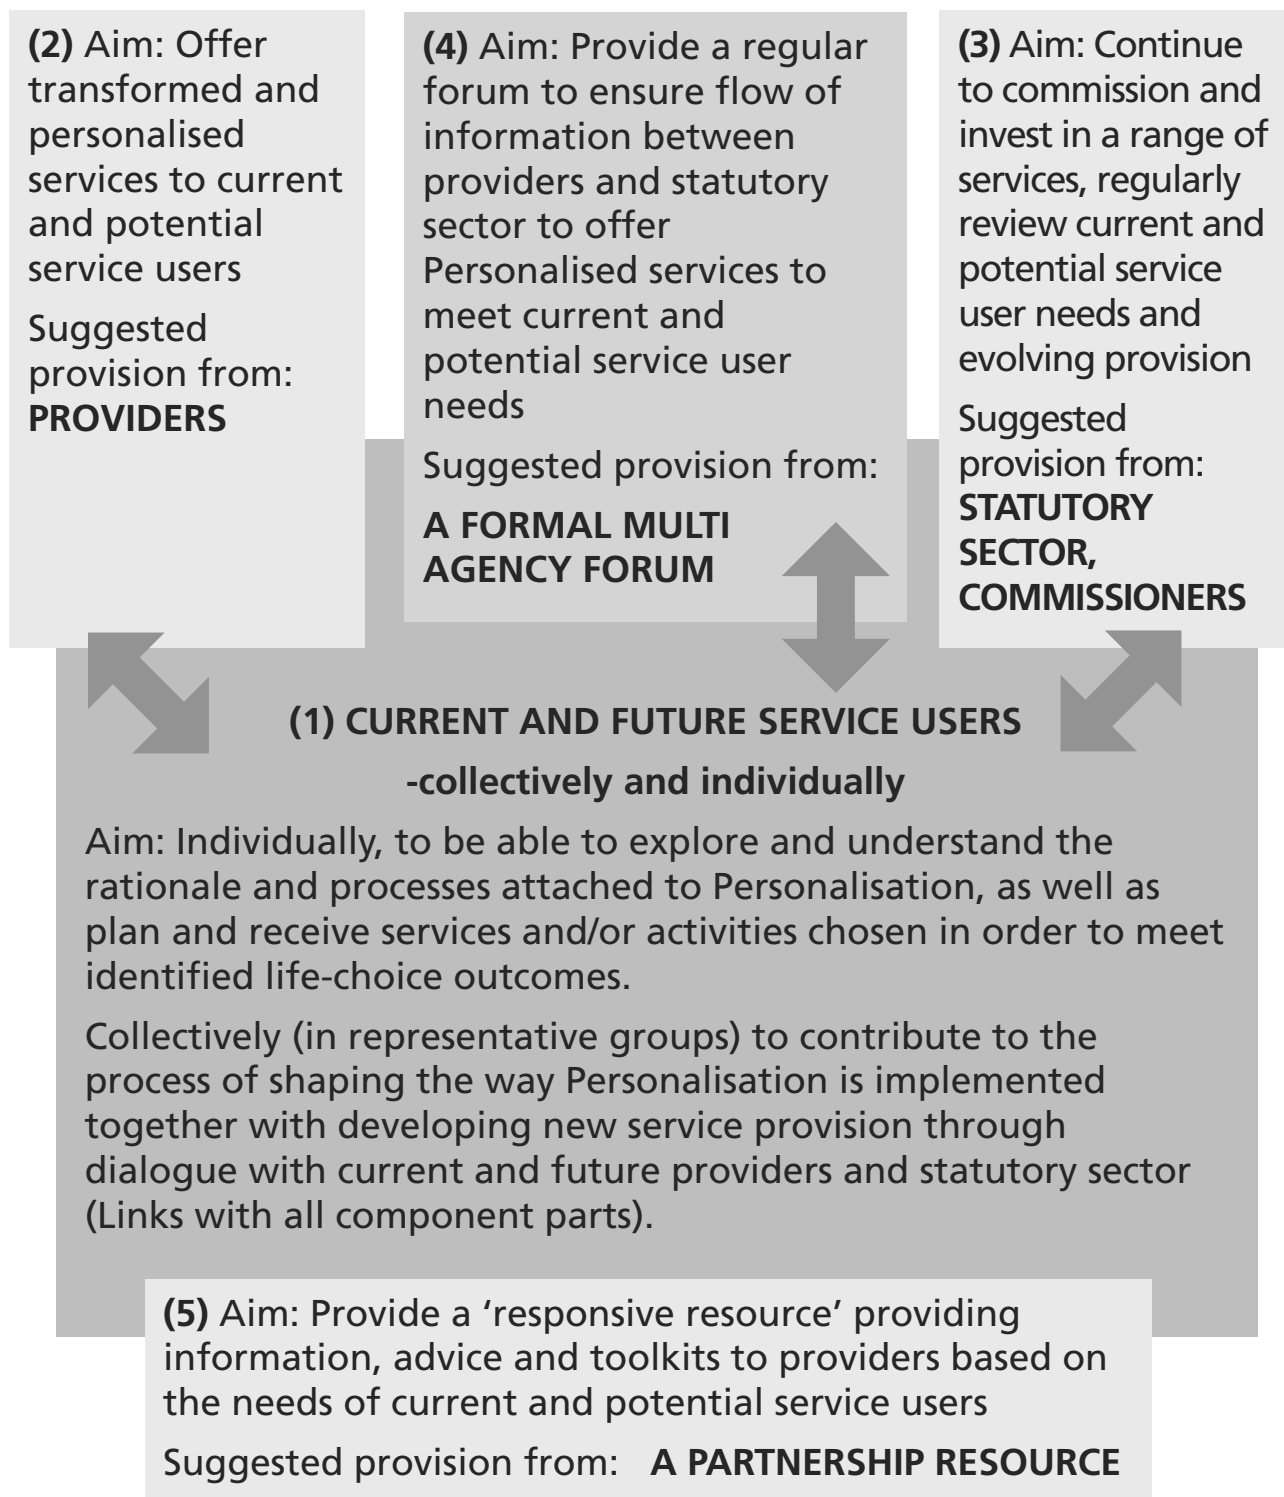 (2) Aim: Offer
transformed and
personalised
services to current
and potential
service users
Suggested
provision from:
PROVIDERS
(4) Aim: Provide a regular
forum to ensure flow of
information between
providers and statutory
sector to offer
Personalised services to
meet current and
potential service user
needs
Suggested provision from:
A FORMAL MULTI
AGENCY FORUM
(3) Aim: Continue
to commission and
invest in a range of
services, regularly
review current and
potential service
user needs and
evolving provision
Suggested
provision from:
STATUTORY
SECTOR,
COMMISSIONERS
(1) CURRENT AND FUTURE SERVICE USERS
-collectively and individually
Aim: Individually, to be able to explore and understand the
rationale and processes attached to Personalisation, as well as
plan and receive services and/or activities chosen in order to meet
identified life-choice outcomes.
Collectively (in representative groups) to contribute to the
process of shaping the way Personalisation is implemented
together with developing new service provision through
dialogue with current and future providers and statutory sector
(Links with all component parts).
(5) Aim: Provide a ‘responsive resource’ providing
information, advice and toolkits to providers based on
the needs of current and potential service users
Suggested provision from: A PARTNERSHIP RESOURCE